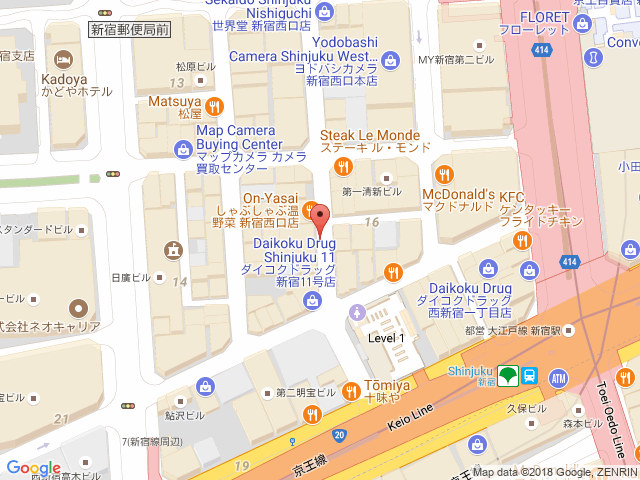 Sekaido Shinjuku
Nishiguchi
世界堂 新宿西口店
新宿郵便局前
宿支店
Kadoya
かどやホテル
松原ビル
13
Matsuya
松屋
Yodobashi
Camera Shinjuku West...
ヨドバシカメラ
新宿西口本店
FLORET
フローレット
414
Conv
MY新宿第二ビル
Map Camera
Buying Center
マップカメラ カメラ
買取センター
Steak Le Monde
ステーキ ル・モンド
第一清新ビル
小田
McDonald's
マクドナルド
KFC
ケンタッキー
フライドチキン
On-Yasai
しゃぶしゃぶ温
野菜 新宿西口店
16
スタンダードビル
Daikoku Drug
Shinjuku 11
ダイコクドラッグ
新宿11号店
日廣ビル
14
414
Daikoku Drug
ダイコクドラッグ
西新宿一丁目店
株式会社ネオキャリア
Level 1
都営 大江戸線 新宿駅
Shinjuku
新宿
ATM
Tōmiya
十味や
第二明宝ビル
鮎沢ビル
宝ビル
21
7(新宿線周辺)
19
20
Keio Line
京王線
久保ビル
森本ビル
Toei Oedo Line
西新宿高木ビル
Google
Map data ©2018 Google, ZENRIN